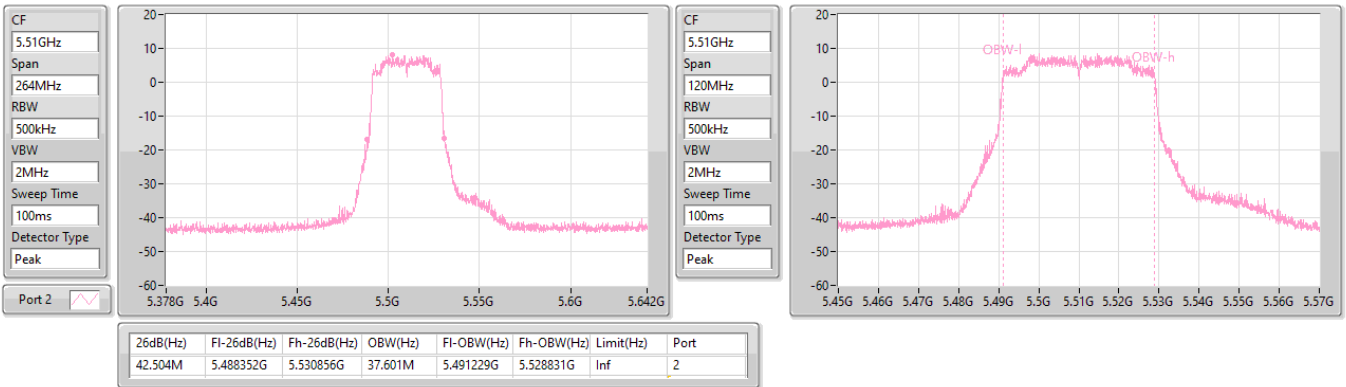 CF
5.51GHz
Span
264MHz
RBW
500kHz
VBW
2MHz
Sweep Time
100ms
Detector Type
Peak
Port 2
20
10
0
-10
-20
-30
-40
-50
-60
5.378G 5.4G 5.45G 5.5G 5.55G 5.6G 5.642G
CF
5.51GHz
Span
120MHz
RBW
500kHz
VBW
2MHz
Sweep Time
100ms
Detector Type
Peak
20
10
0
-10
-20
-30
-40
-50
-60
OBW-l
OBW-h
5.45G 5.46G 5.47G 5.48G 5.49G 5.5G 5.51G 5.52G 5.53G 5.54G 5.55G 5.56G 5.57G
26dB(Hz) Fl-26dB(Hz) Fh-26dB(Hz) OBW(Hz) Fl-OBW(Hz) Fh-OBW(Hz) Limit(Hz) Port
42.504M 5.488352G 5.530856G 37.601M 5.491229G 5.528831G Inf 2